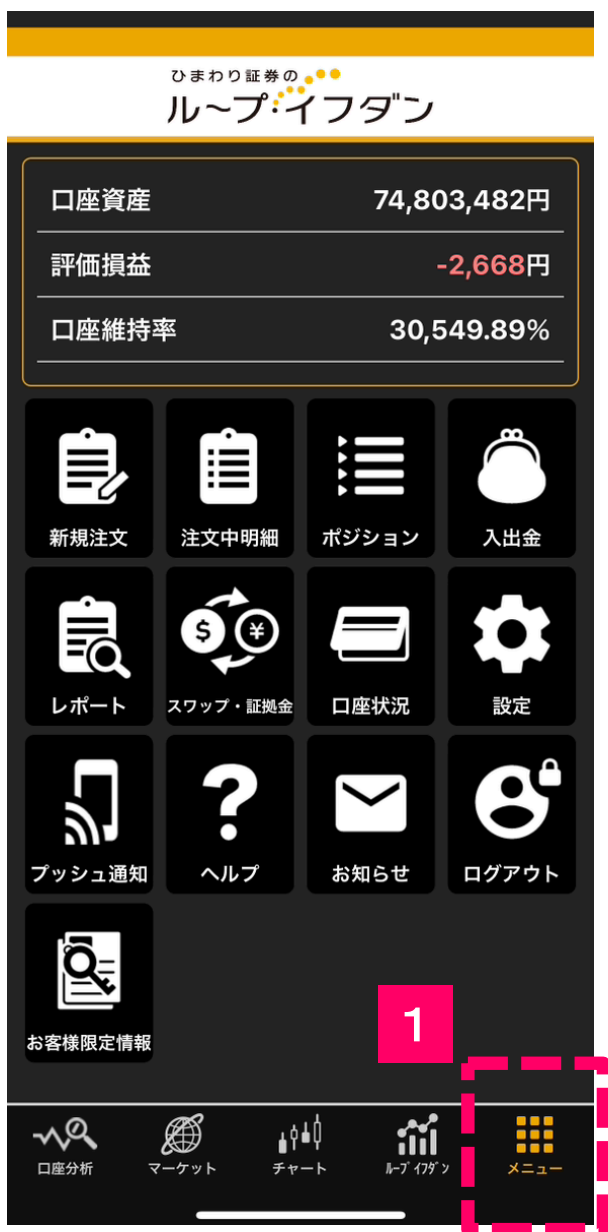 ひまわり証券の
ループ・イフダン
口座資産 74,803,482円
評価損益 -2,668円
口座維持率 30,549.89%
新規注文 注文中明細 ポジション 入出金
$ ¥
レポート スワップ・証拠金 口座状況 設定
?
プッシュ通知 ヘルプ お知らせ ログアウト
お客様限定情報
1
口座分析 マーケット チャート ループイフダン メニュー